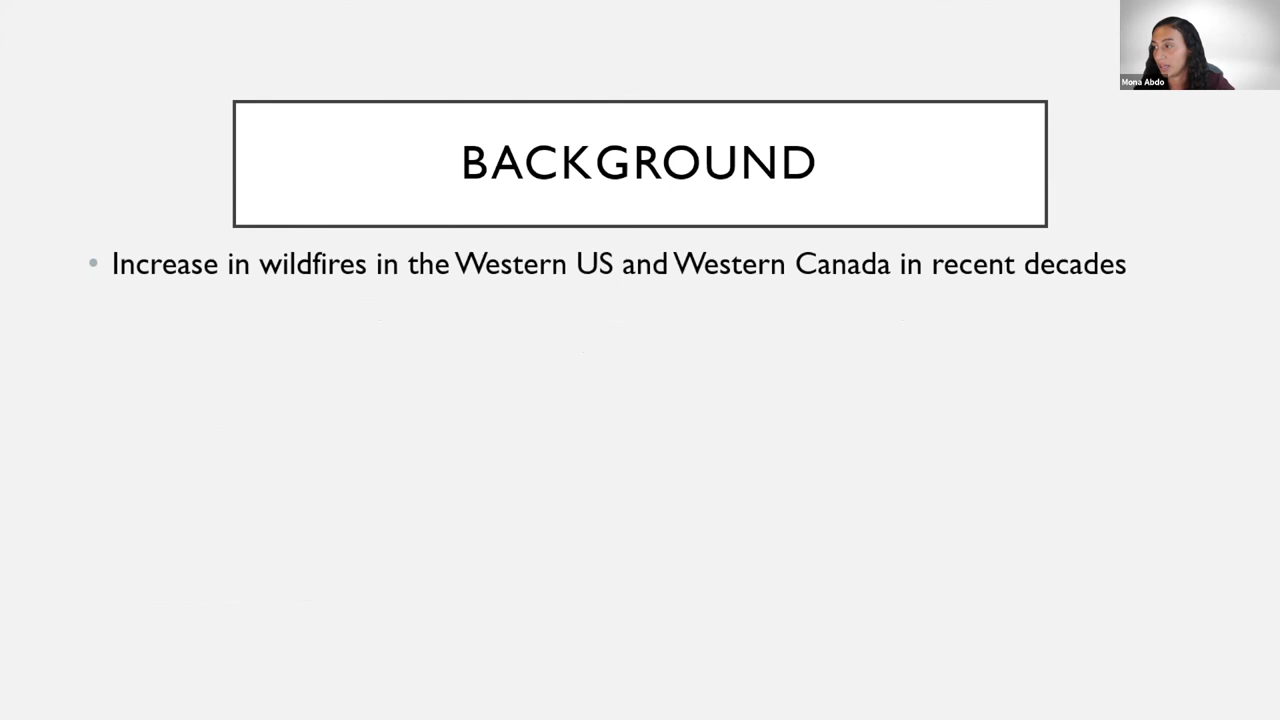 Mona Abdo
BACKGROUND
• Increase in wildfires in the Western US and Western Canada in recent decades